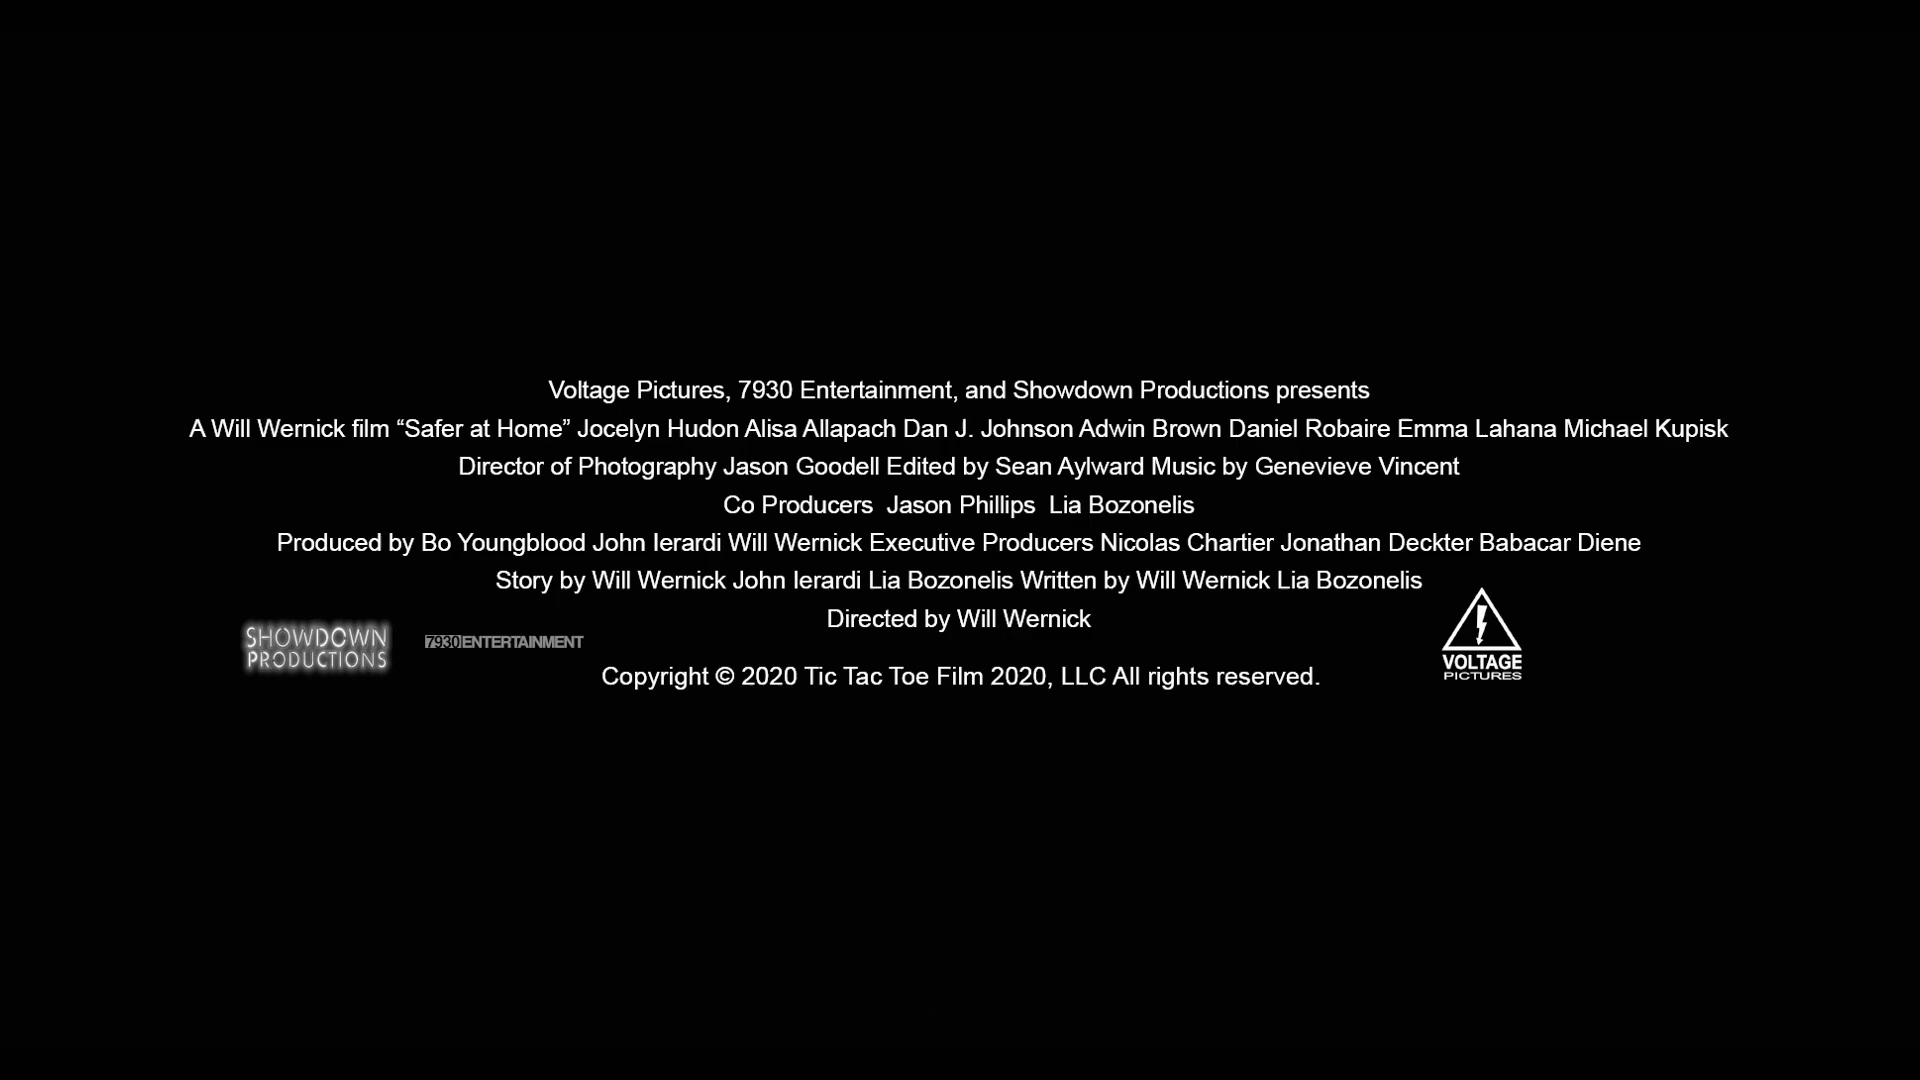 Voltage Pictures, 7930 Entertainment, and Showdown Productions presents
A Will Wernick film “Safer at Home” Jocelyn Hudon Alisa Allapach Dan J. Johnson Adwin Brown Daniel Robaire Emma Lahana Michael Kupisk
Director of Photography Jason Goodell Edited by Sean Aylward Music by Genevieve Vincent
Co Producers  Jason Phillips  Lia Bozonelis
Produced by Bo Youngblood John Ierardi Will Wernick Executive Producers Nicolas Chartier Jonathan Deckter Babacar Diene
Story by Will Wernick John Ierardi Lia Bozonelis Written by Will Wernick Lia Bozonelis
Directed by Will Wernick
SHOWDOWN
PRODUCTIONS
7930 ENTERTAINMENT
Copyright © 2020 Tic Tac Toe Film 2020, LLC All rights reserved.
VOLTAGE
PICTURES